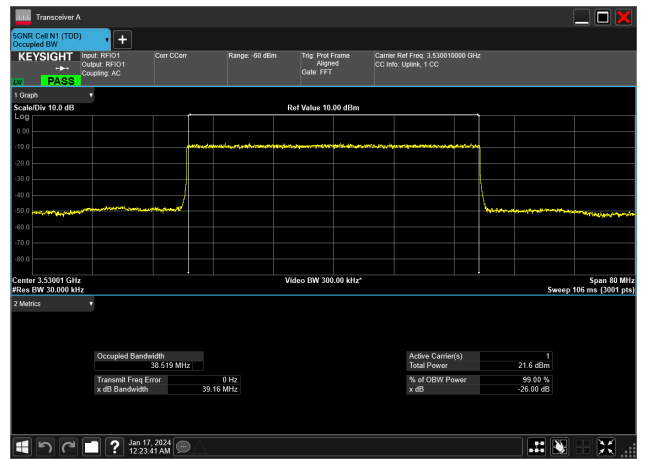 Transceiver A
5GNR Cell N1 (TDD)
Occupied BW
KEYSIGHT
PASS
Input: RFIO1
Output: RFIO1
Coupling: AC
Corr CCorr
Range: -60 dBm
Trig: Prot Frame
Aligned
Gate: FFT
Carrier Ref Freq: 3.530010000 GHz
CC Info: Uplink, 1 CC
1 Graph
Scale/Div 10.0 dB
Ref Value 10.00 dBm
Log
0.00
-10.0
-20.0
-30.0
-40.0
-50.0
-60.0
-70.0
-80.0
Center 3.53001 GHz
Video BW 300.00 kHz*
Span 80 MHz
#Res BW 30.000 kHz
Sweep 106 ms (3001 pts)
2 Metrics
Occupied Bandwidth
38.519 MHz
Transmit Freq Error 0 Hz
x dB Bandwidth 39.16 MHz
Active Carrier(s) 1
Total Power 21.6 dBm
% of OBW Power 99.00 %
x dB -26.00 dB
?
Jan 17, 2024
12:23:41 AM